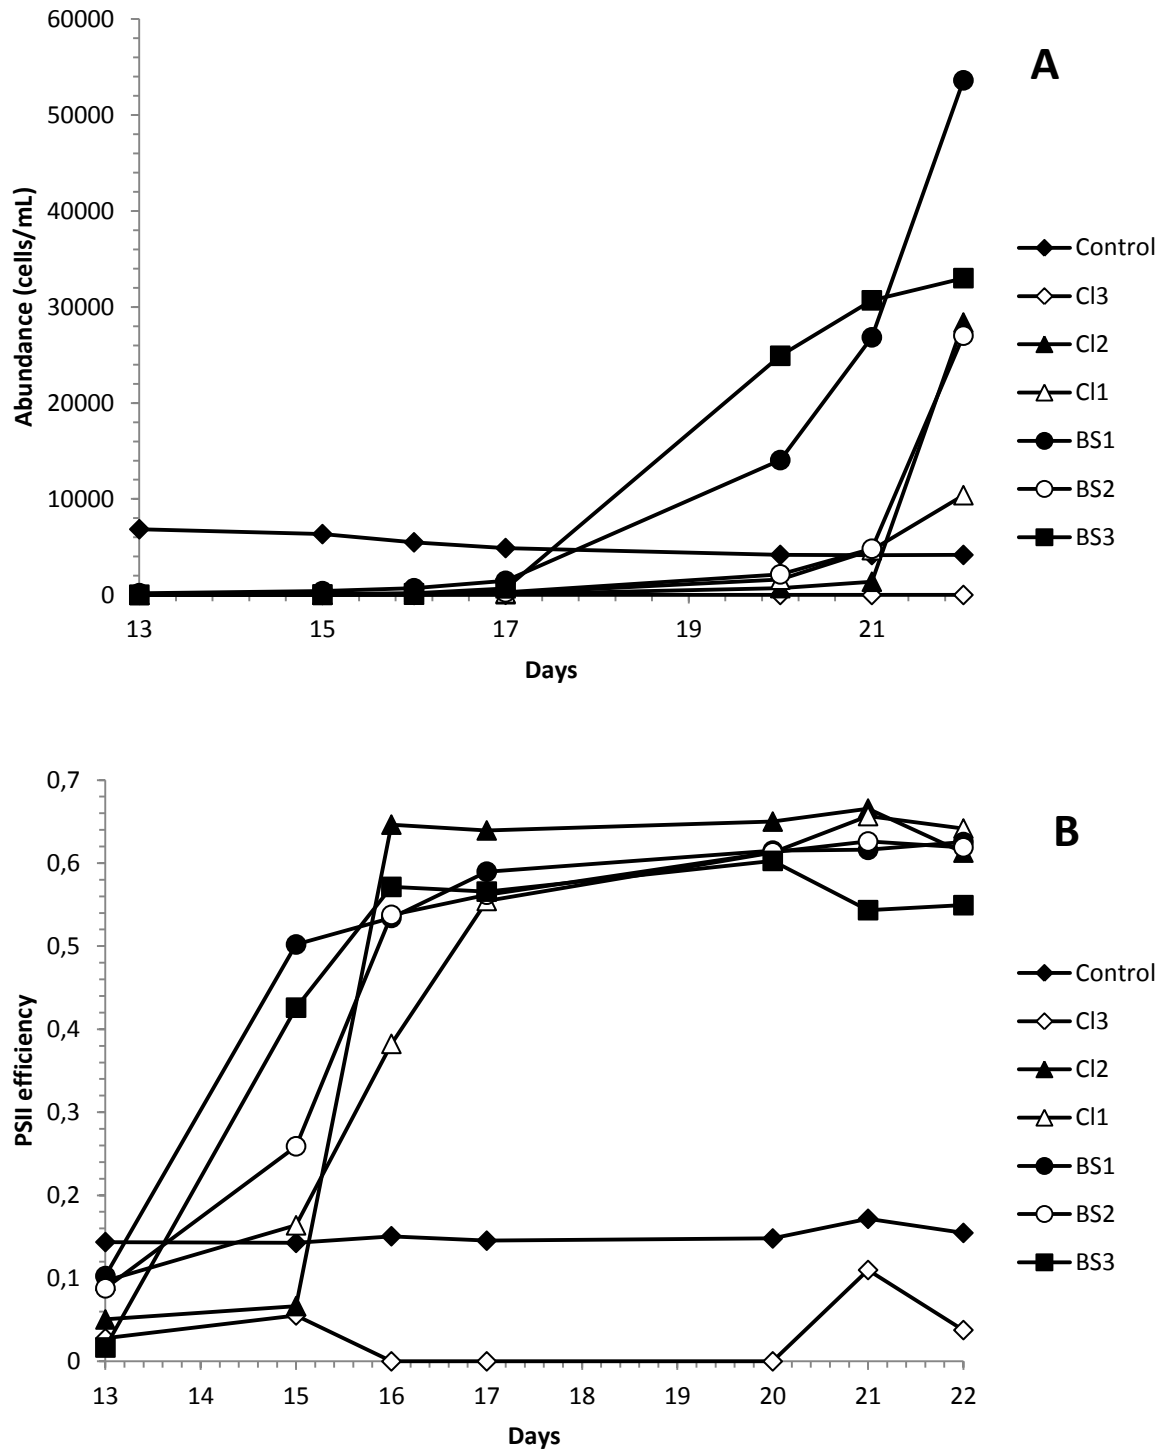 60000
50000
40000
30000
20000
10000
0
Abundance (cells/mL)
13 15 17 19 21
Days
A
Control
Cl3
Cl2
Cl1
BS1
BS2
BS3
0,7
0,6
0,5
0,4
0,3
0,2
0,1
0
PSII efficiency
13 14 15 16 17 18 19 20 21 22
Days
B
Control
Cl3
Cl2
Cl1
BS1
BS2
BS3